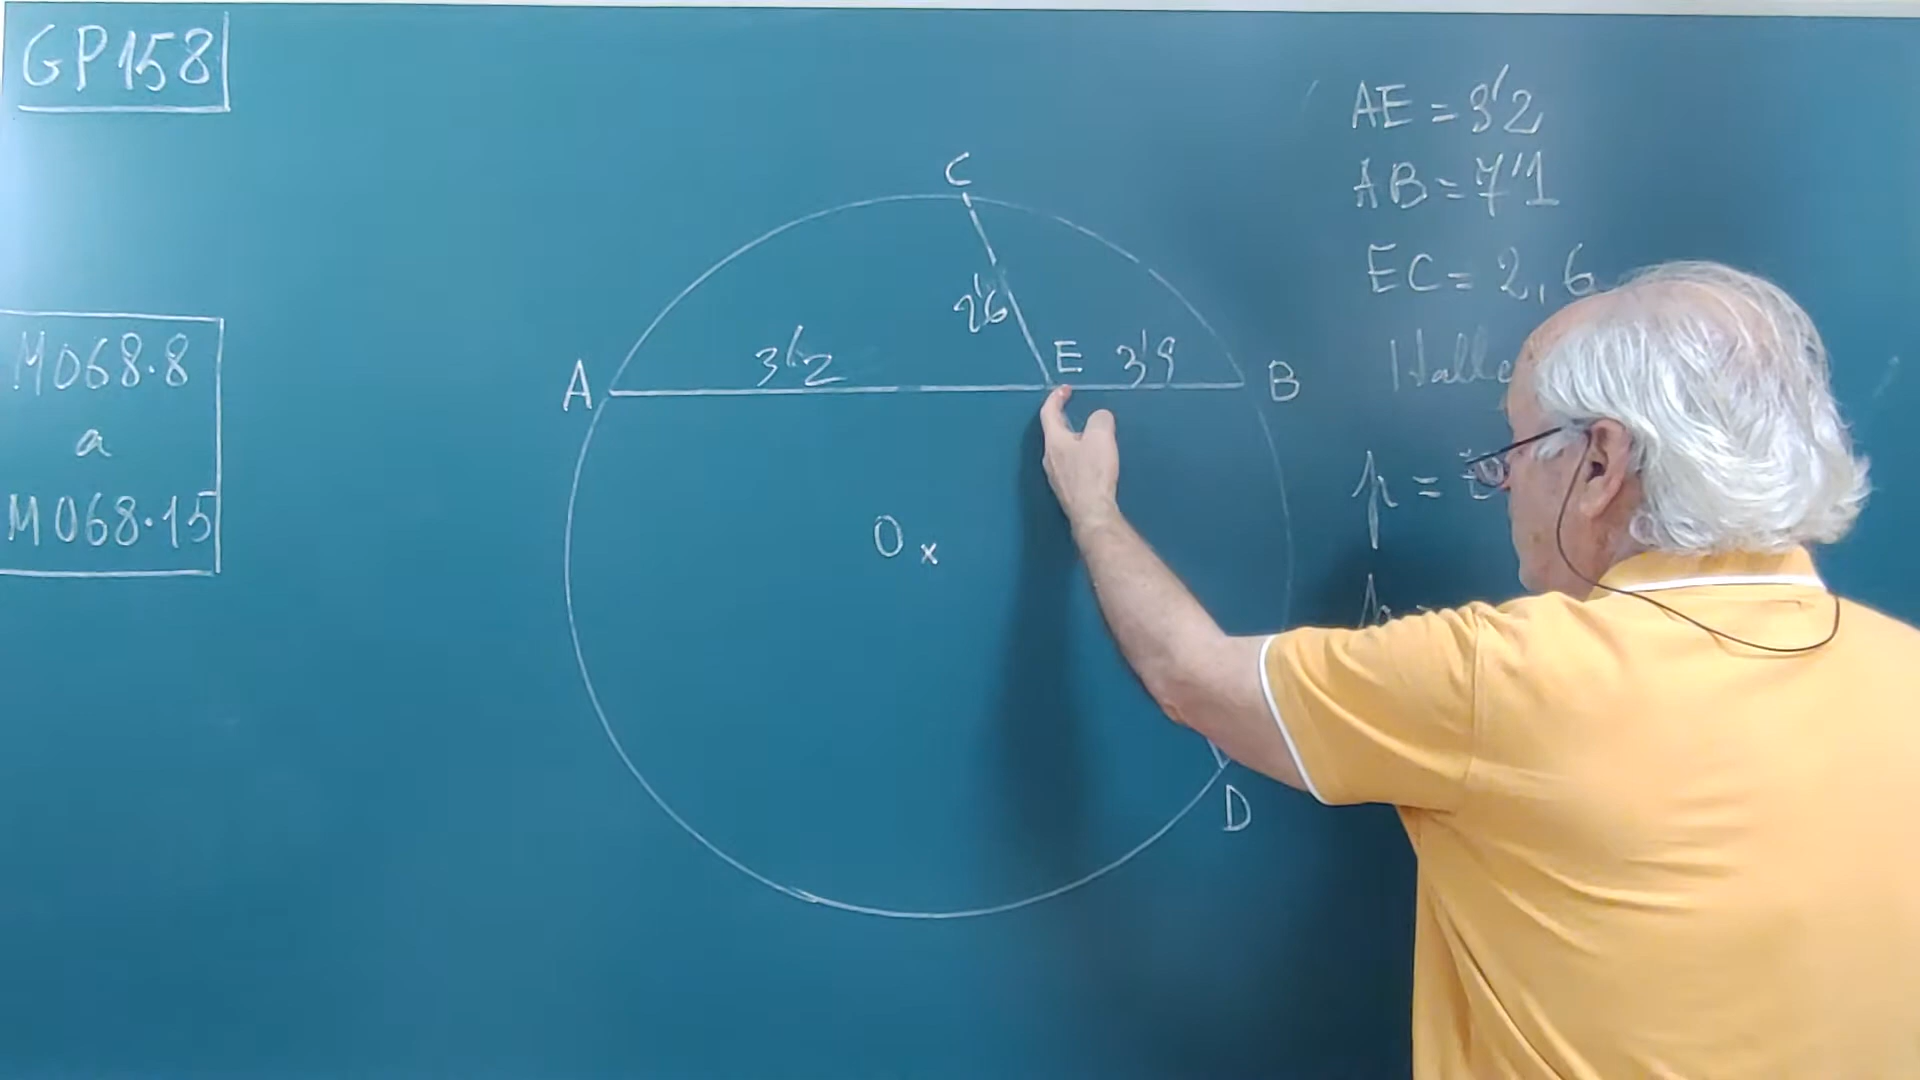 GP158
M068.8
a
M068.15
C
2'6
A
3'2
E
3'9
B
O x
D
AE = 3'2
AB = 7'1
EC = 2,6
p =